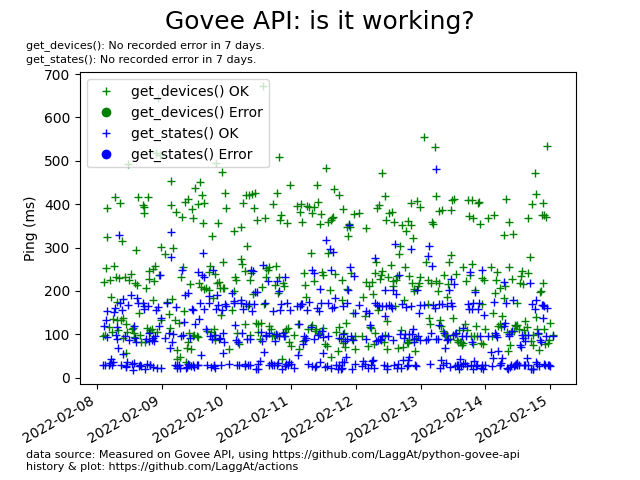 Govee API: is it working?
get_devices(): No recorded error in 7 days.
get_states(): No recorded error in 7 days.
700
600
500
400
300
200
100
0
Ping (ms)
get_devices() OK
get_devices() Error
get_states() OK
get_states() Error
2022-02-08
2022-02-09
2022-02-10
2022-02-11
2022-02-12
2022-02-13
2022-02-14
2022-02-15
data source: Measured on Govee API, using https://github.com/LaggAt/python-govee-api
history & plot: https://github.com/LaggAt/actions